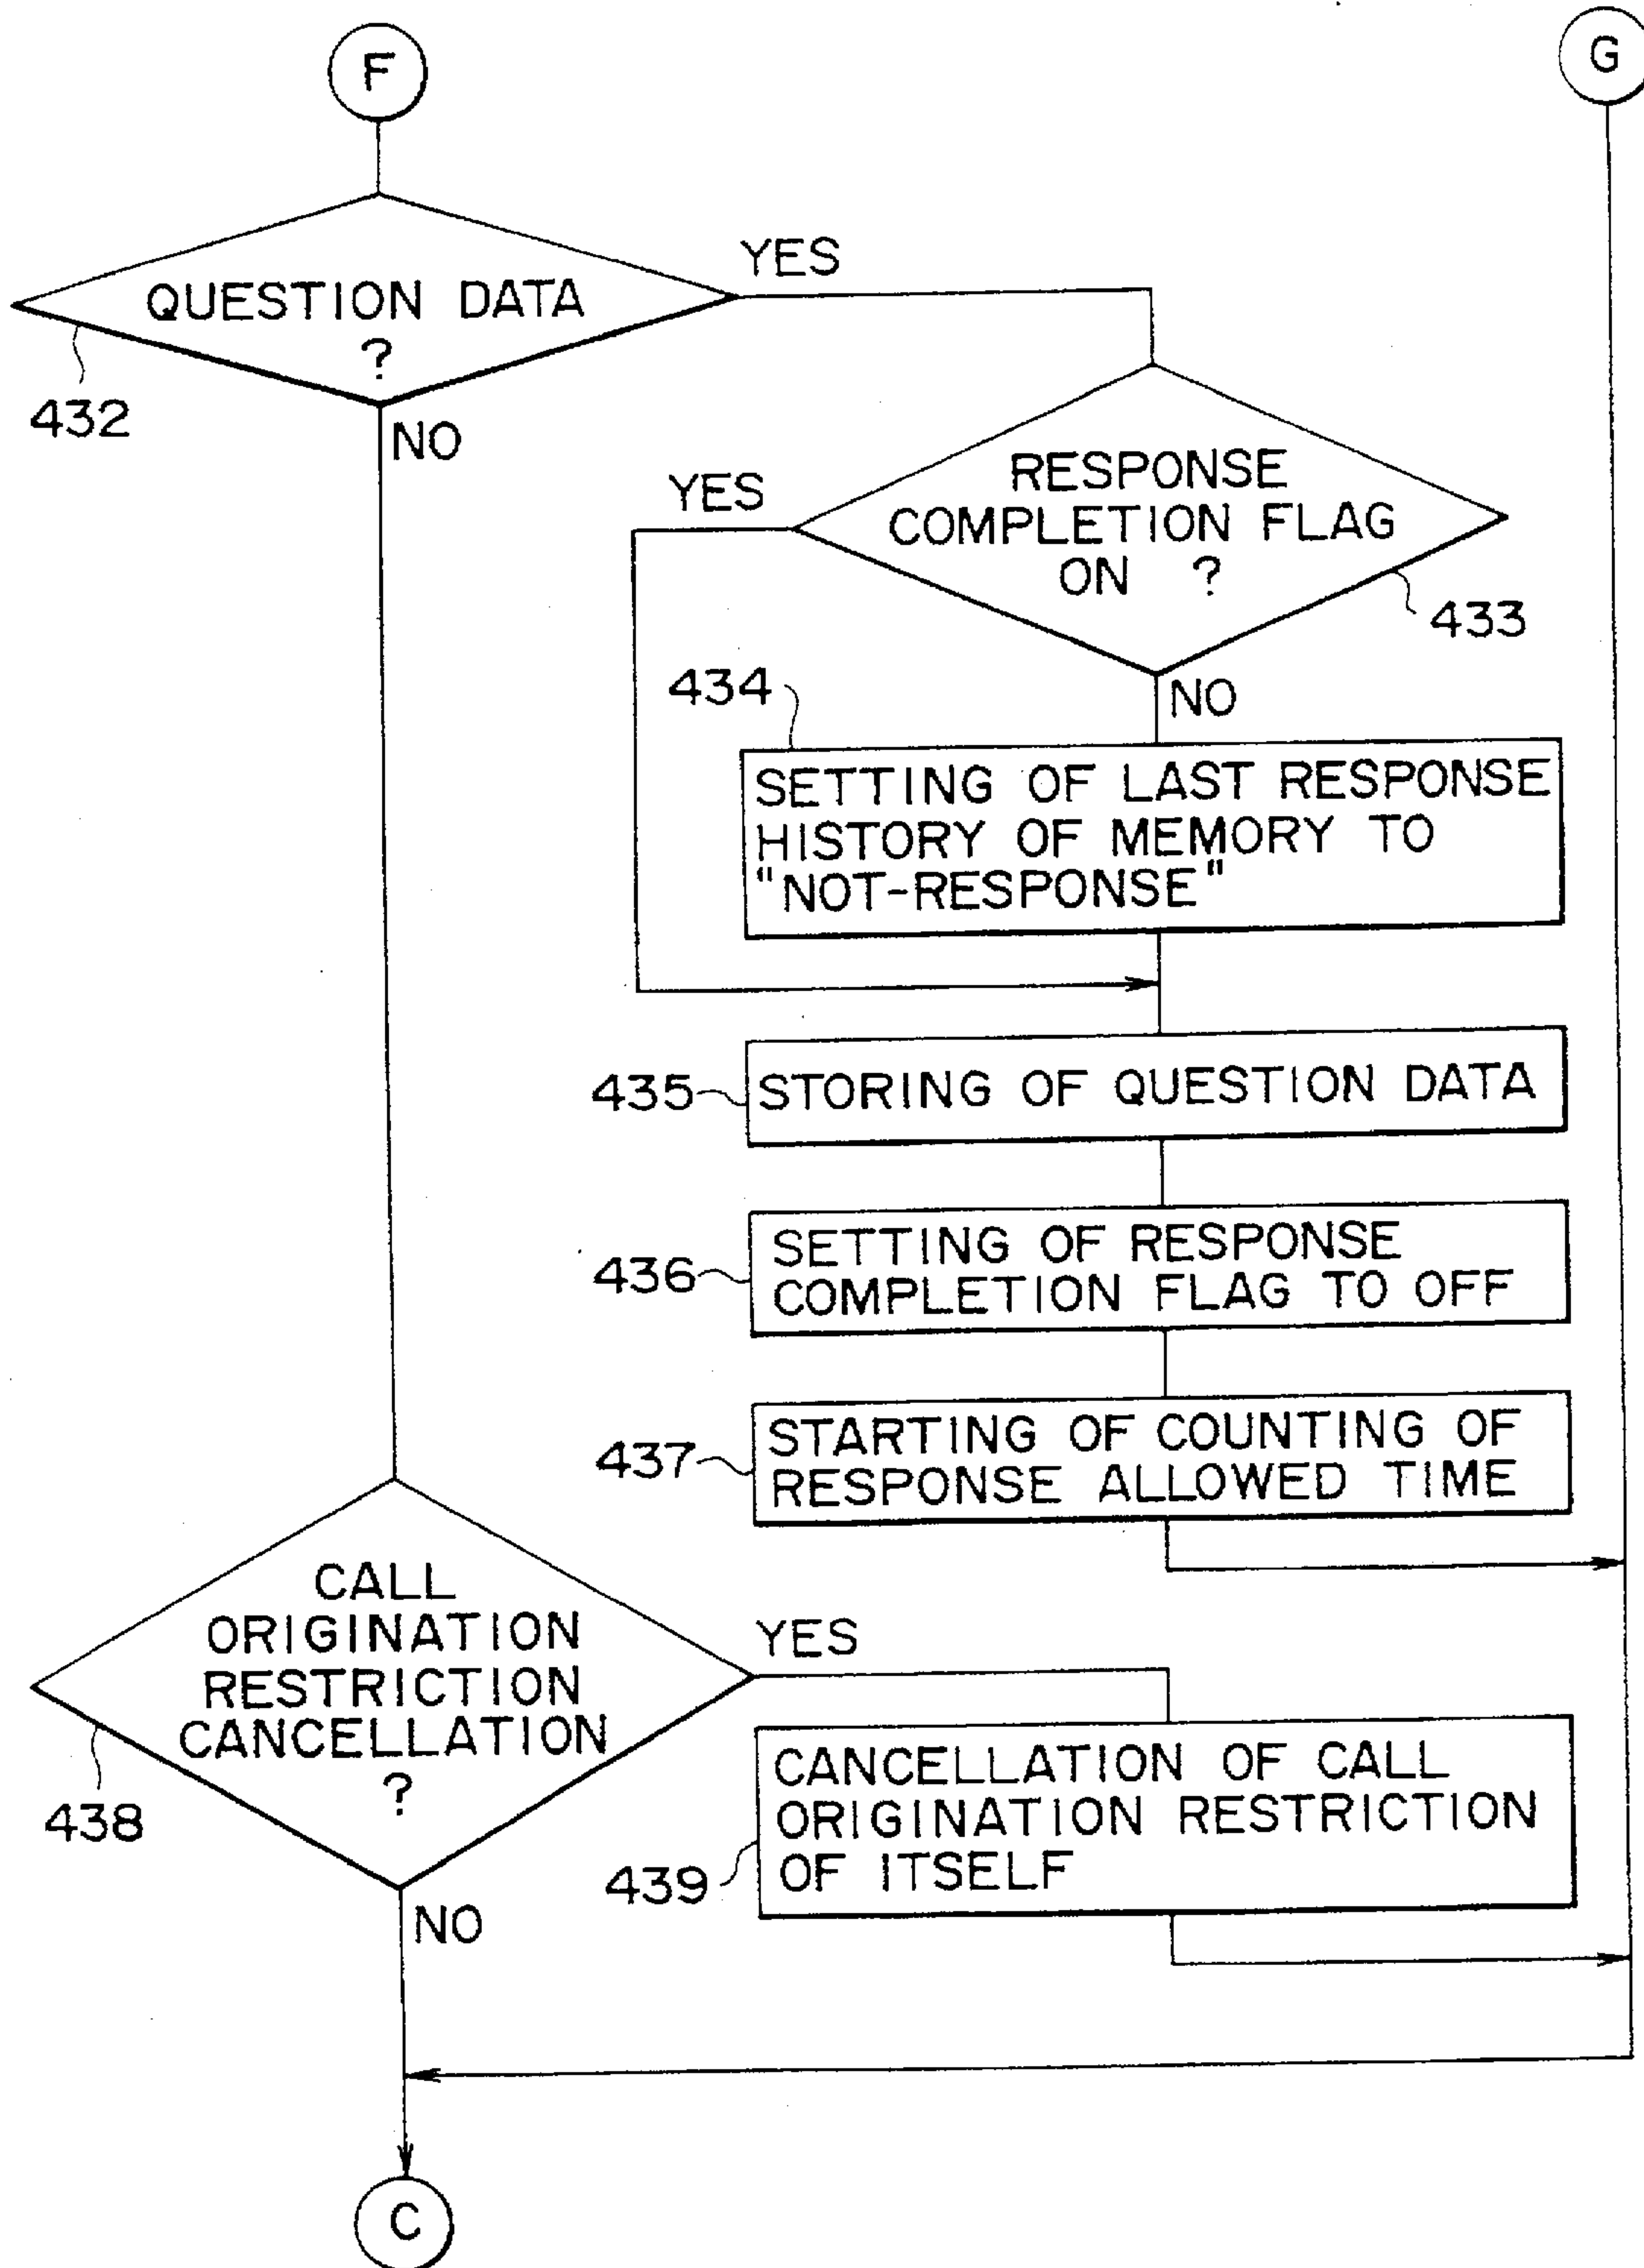 F
G
QUESTION DATA
?
YES
432
NO
RESPONSE
COMPLETION FLAG
ON ?
YES
433
434
NO
SETTING OF LAST RESPONSE
HISTORY OF MEMORY TO
"NOT-RESPONSE"
435
STORING OF QUESTION DATA
436
SETTING OF RESPONSE
COMPLETION FLAG TO OFF
437
STARTING OF COUNTING OF
RESPONSE ALLOWED TIME
CALL
ORIGINATION
RESTRICTION
CANCELLATION
?
YES
438
NO
439
CANCELLATION OF CALL
ORIGINATION RESTRICTION
OF ITSELF
C